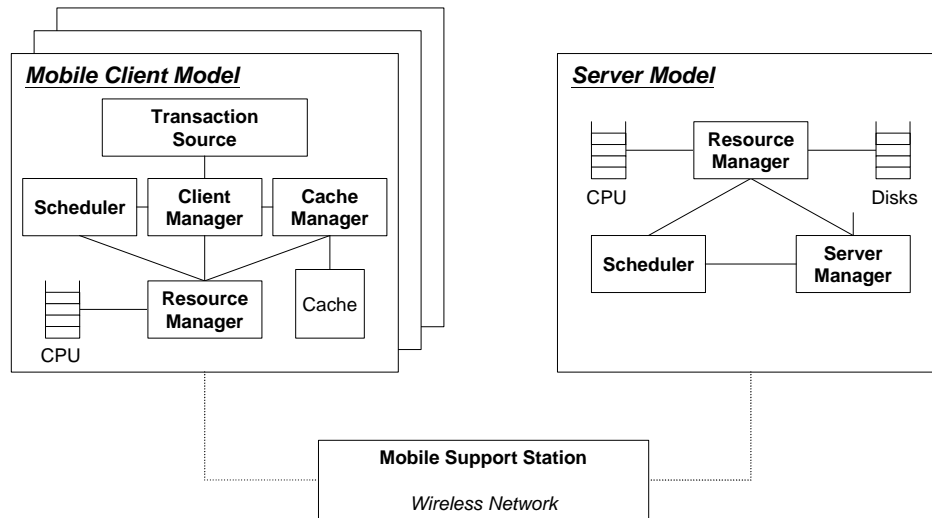 Mobile Client Model
Transaction
Source
Scheduler
Client
Manager
Cache
Manager
Resource
Manager
Cache
CPU
Server Model
Resource
Manager
CPU
Disks
Scheduler
Server
Manager
Mobile Support Station
Wireless Network